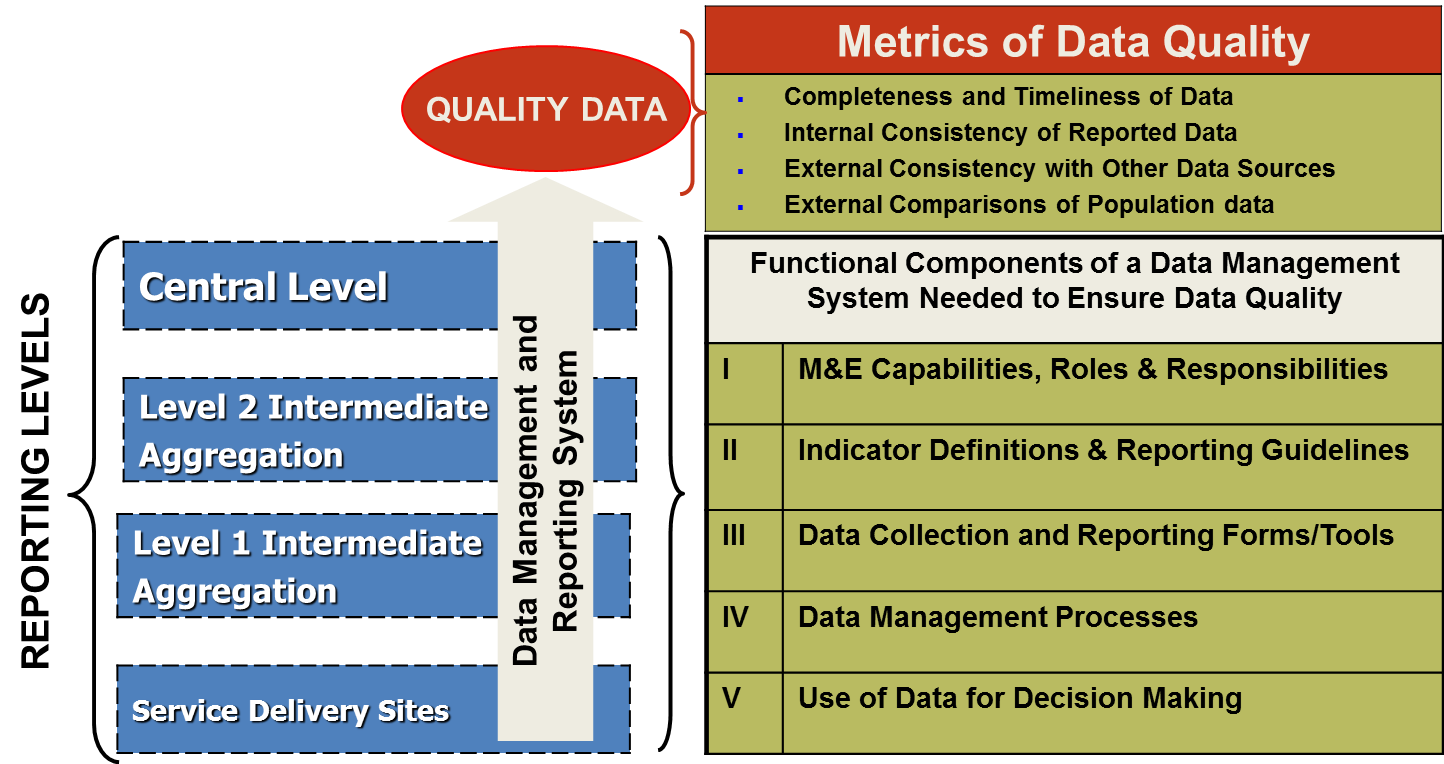 Metrics of Data Quality
QUALITY DATA
▪ Completeness and Timeliness of Data
▪ Internal Consistency of Reported Data
▪ External Consistency with Other Data Sources
▪ External Comparisons of Population data
REPORTING LEVELS
Central Level
Level 2 Intermediate
Aggregation
Level 1 Intermediate
Aggregation
Service Delivery Sites
Data Management and
Reporting System
Functional Components of a Data Management
System Needed to Ensure Data Quality
I M&E Capabilities, Roles & Responsibilities
II Indicator Definitions & Reporting Guidelines
III Data Collection and Reporting Forms/Tools
IV Data Management Processes
V Use of Data for Decision Making